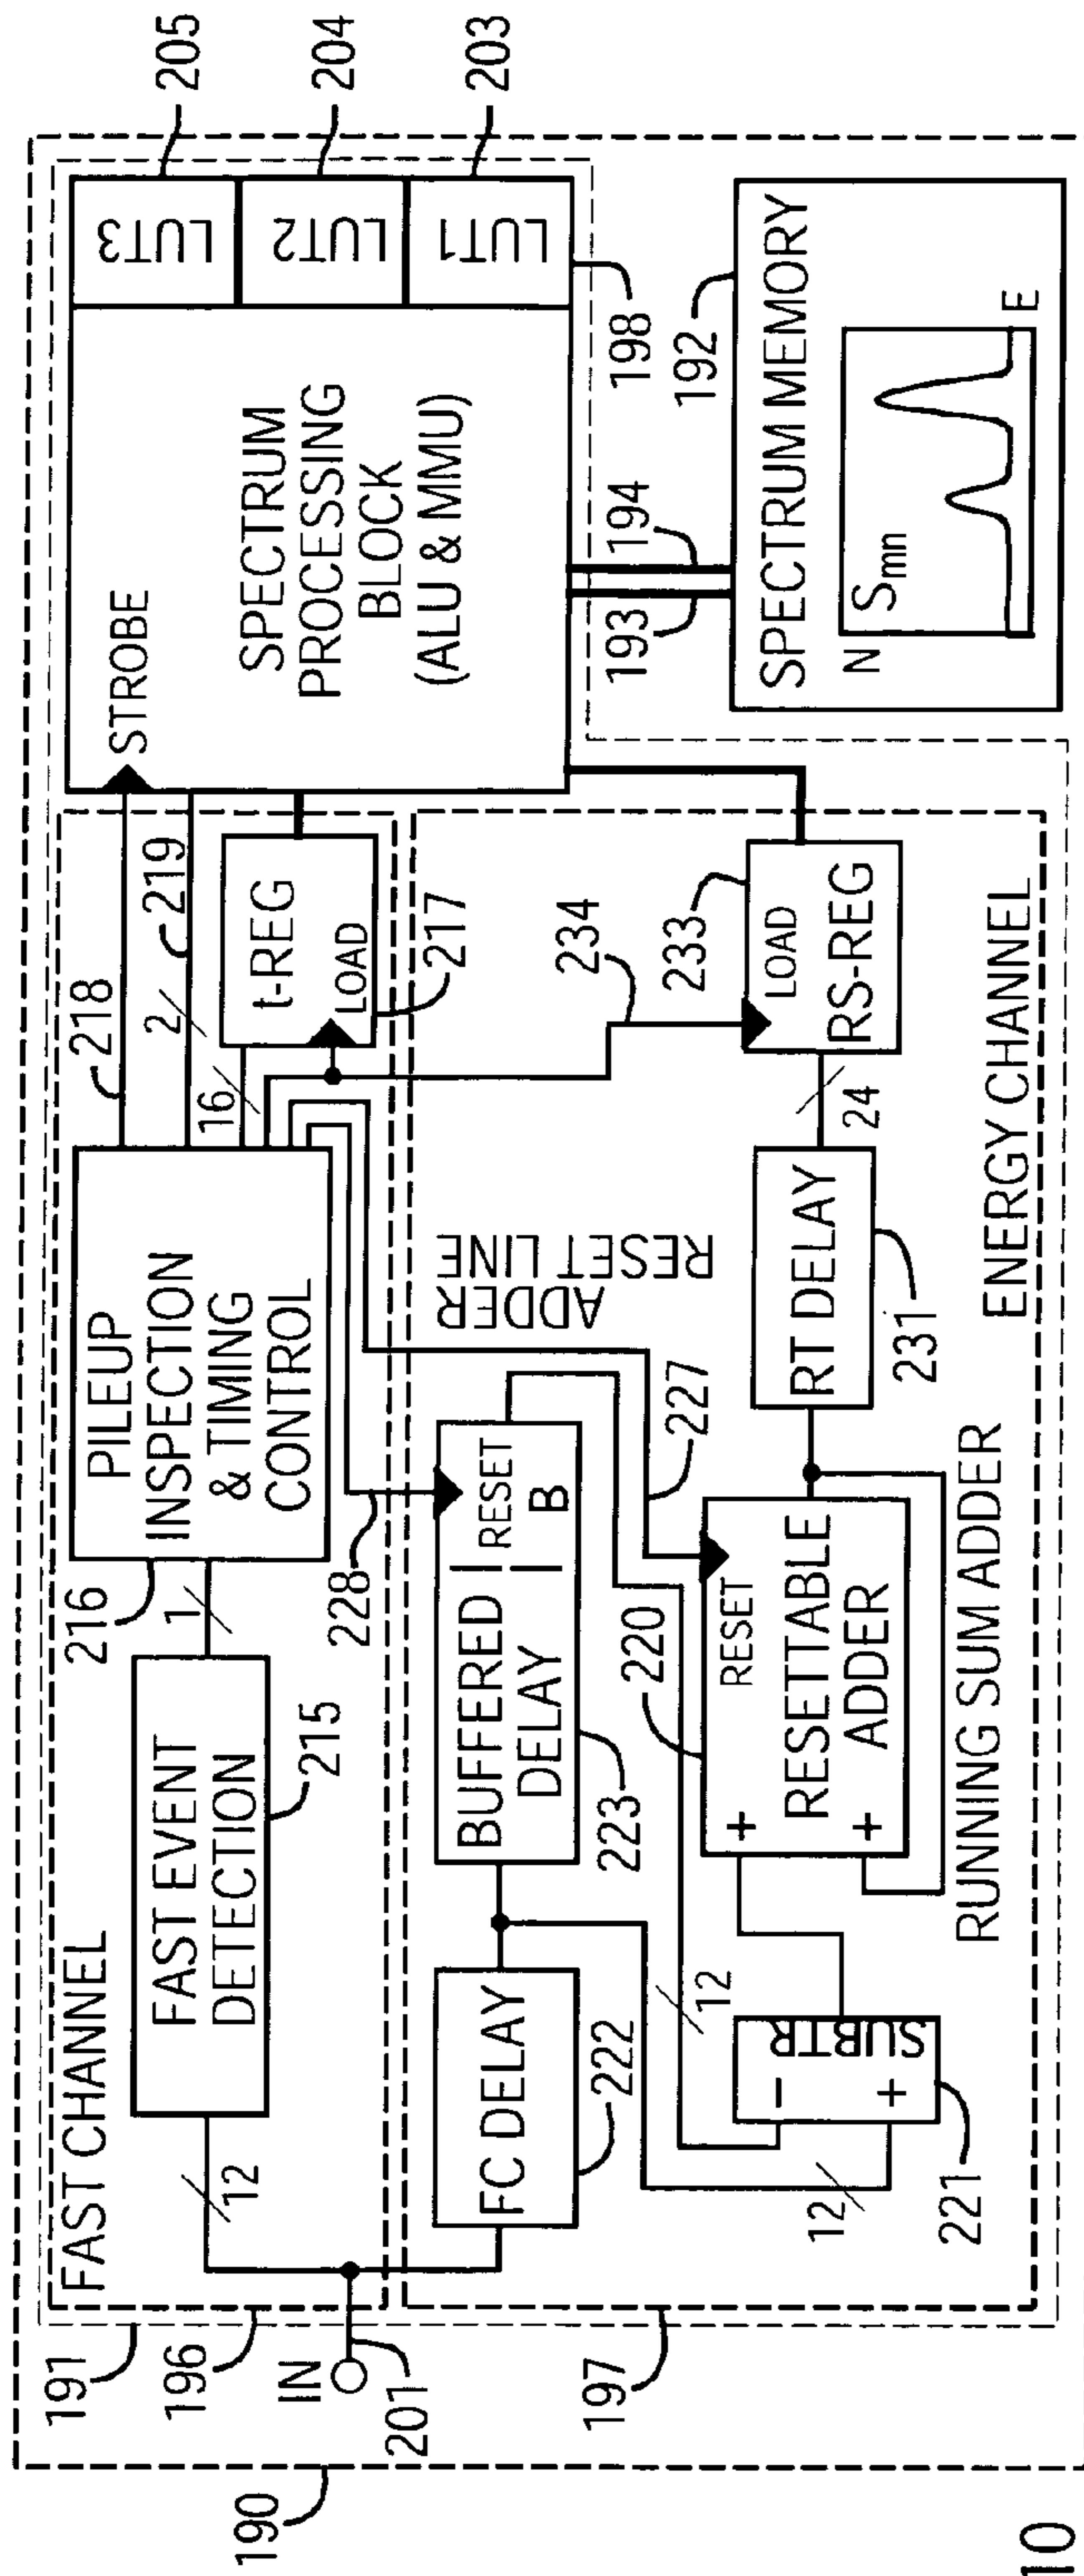 190
191
196
IN
201
197
FAST CHANNEL
12
FAST EVENT
DETECTION
215
1
216
PILEUP
INSPECTION
& TIMING
CONTROL
218
2
219
16
t-REG
LOAD
217
STROBE
SPECTRUM
PROCESSING
BLOCK
(ALU & MMU)
LUT3
LUT2
LUT1
205
204
203
198
193
194
192
SPECTRUM MEMORY
N
Smn
E
FC DELAY
222
BUFFERED
DELAY
RESET
B
223
228
ADDER
RESET LINE
227
234
12
12
SUBTR
-
+
221
220
RESET
RESETTABLE
ADDER
+
+
RUNNING SUM ADDER
RT DELAY
231
24
LOAD
RS-REG
233
ENERGY CHANNEL
10